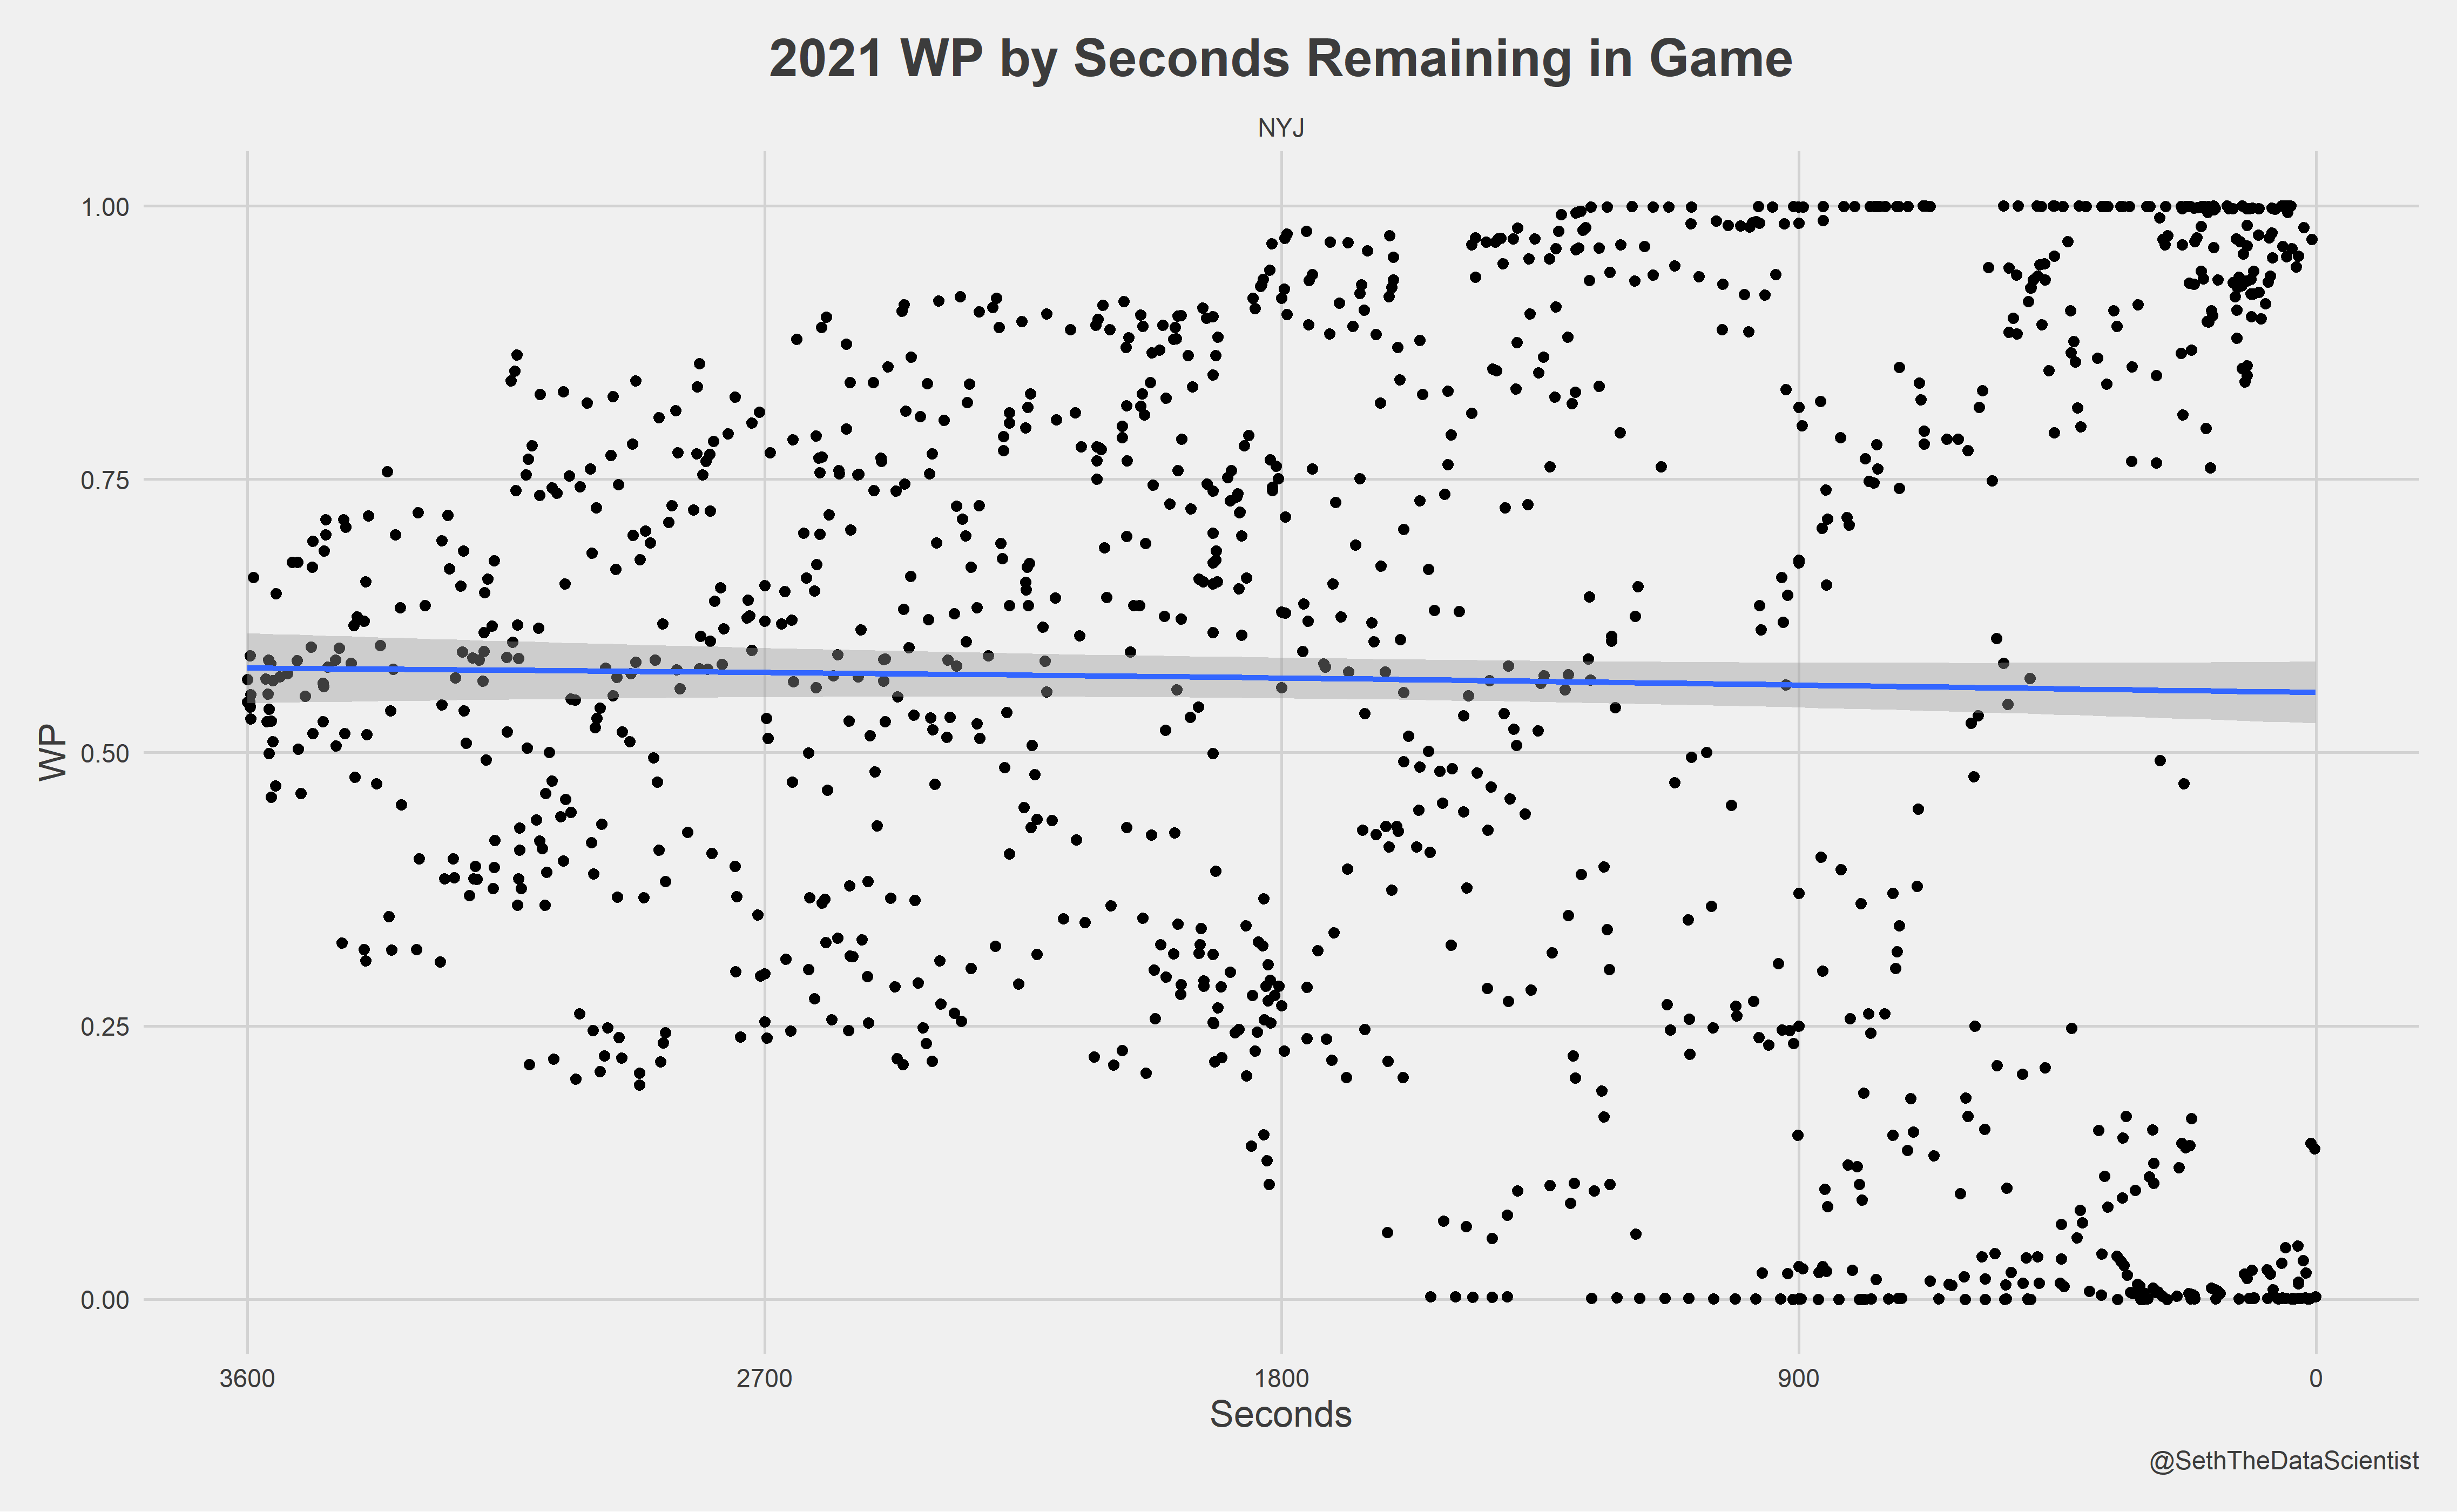 2021 WP by Seconds Remaining in Game
NYJ
1.00
0.75
0.50
0.25
0.00
WP
3600 2700 1800 900 0
Seconds
@SethTheDataScientist